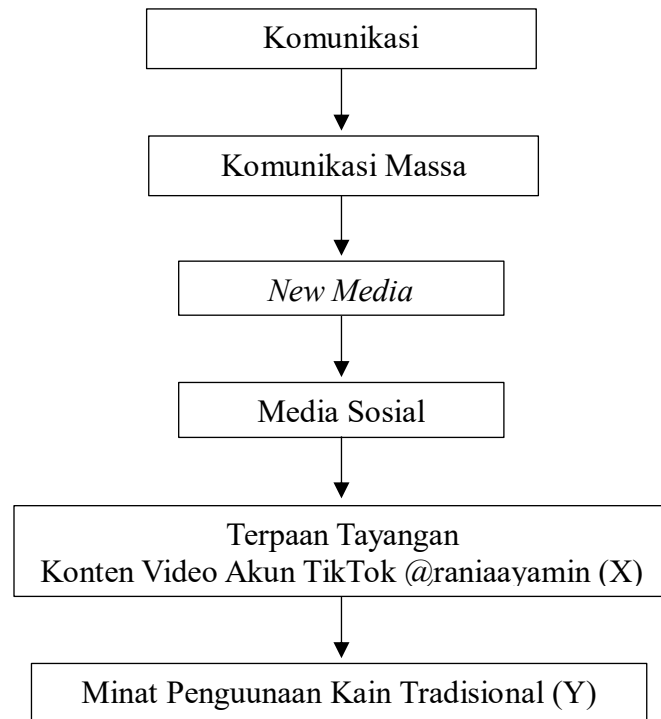 Komunikasi
Komunikasi Massa
New Media
Media Sosial
Terpaan Tayangan
Konten Video Akun TikTok @raniaayamin (X)
Minat Penguunaan Kain Tradisional (Y)